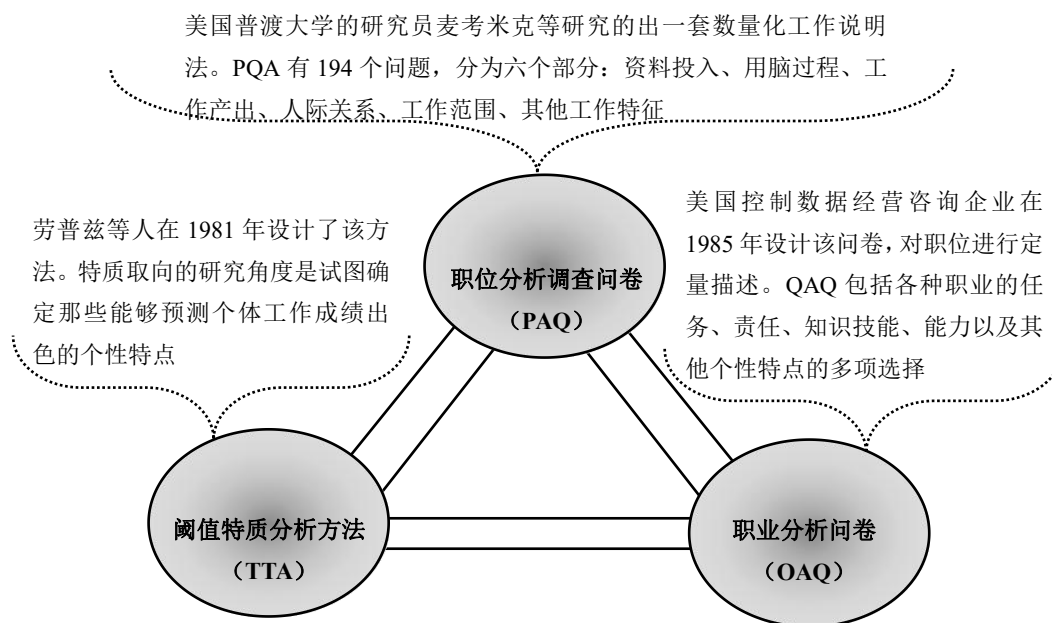 美国普渡大学的研究员麦考米克等研究的出一套数量化工作说明
法。PQA 有 194 个问题，分为六个部分：资料投入、用脑过程、工
作产出、人际关系、工作范围、其他工作特征
劳普兹等人在 1981 年设计了该方
法。特质取向的研究角度是试图确
定那些能够预测个体工作成绩出
色的个性特点
美国控制数据经营咨询企业在
1985 年设计该问卷，对职位进行定
量描述。QAQ 包括各种职业的任
务、责任、知识技能、能力以及其
他个性特点的多项选择
职位分析调查问卷
（PAQ）
阈值特质分析方法
（TTA）
职业分析问卷
（OAQ）